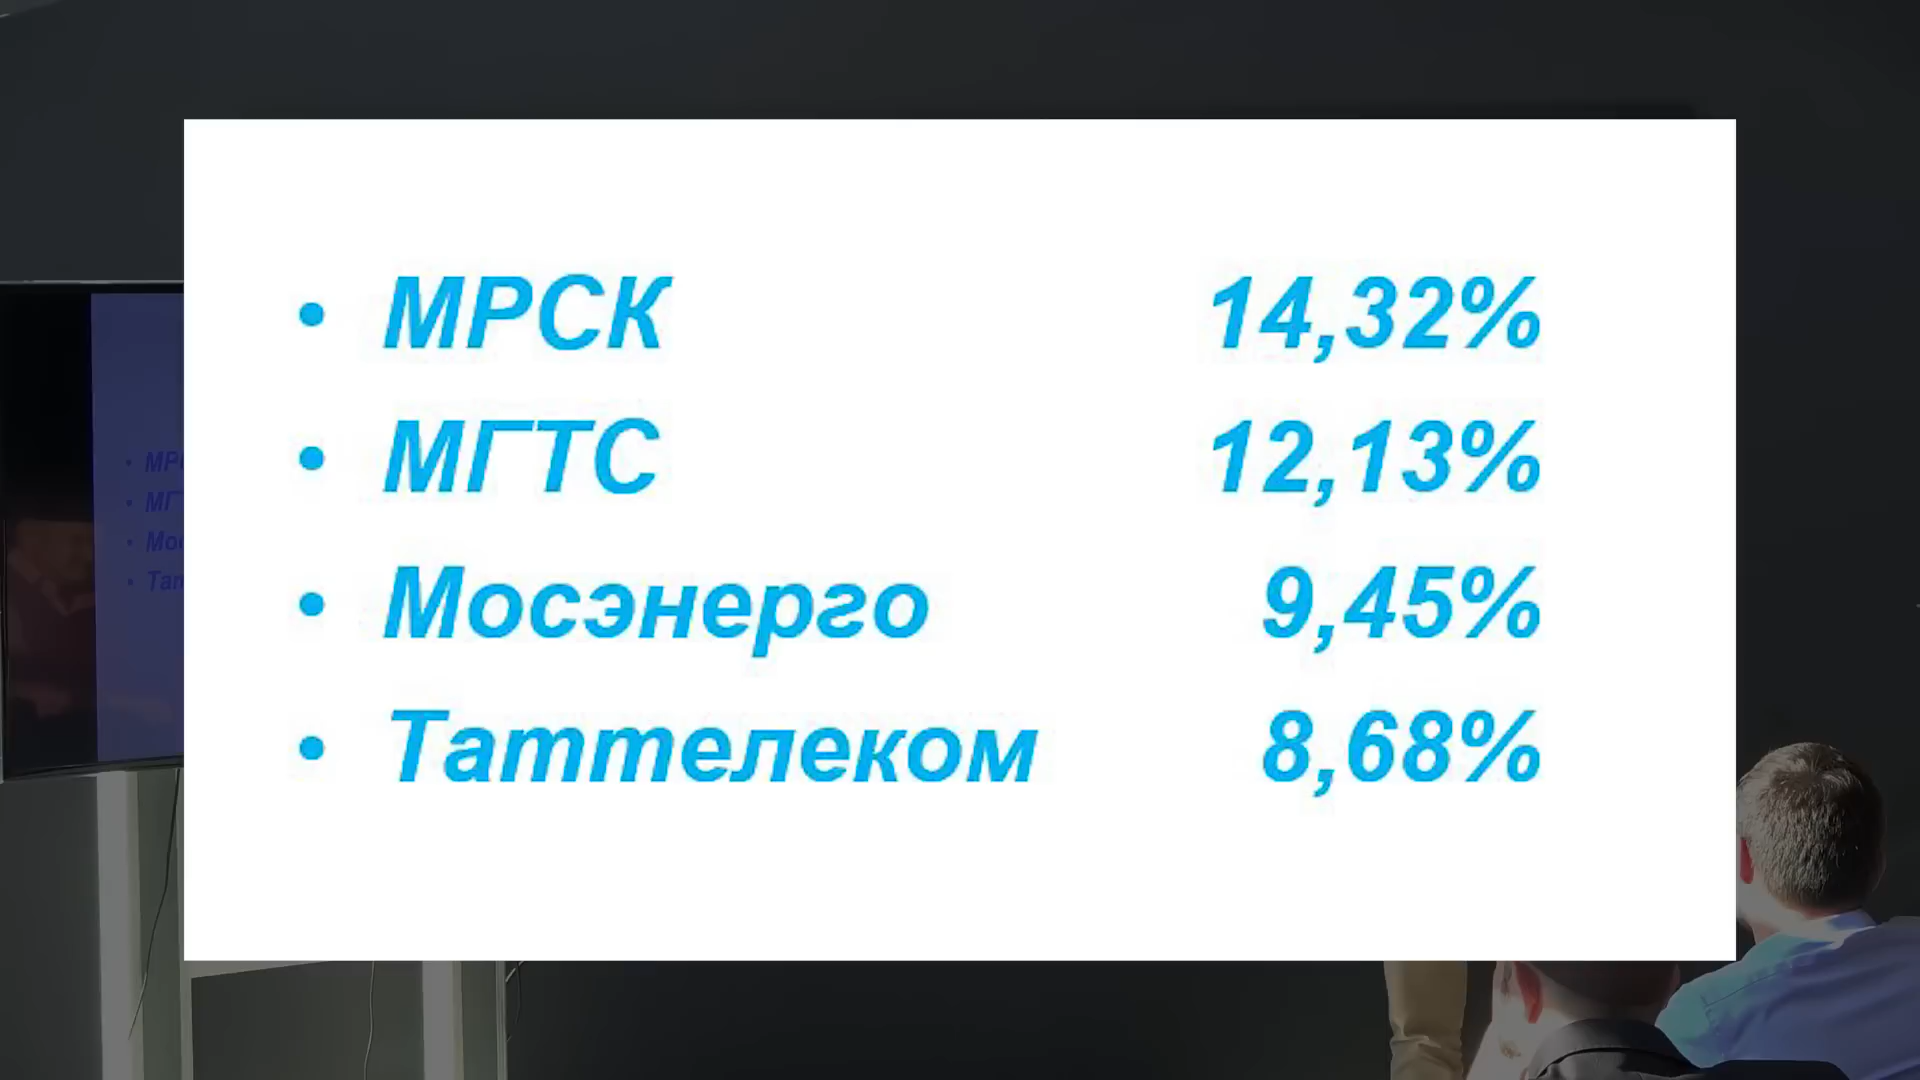 • МРСК 14,32%
• МГТС 12,13%
• Мосэнерго 9,45%
• Таттелеком 8,68%